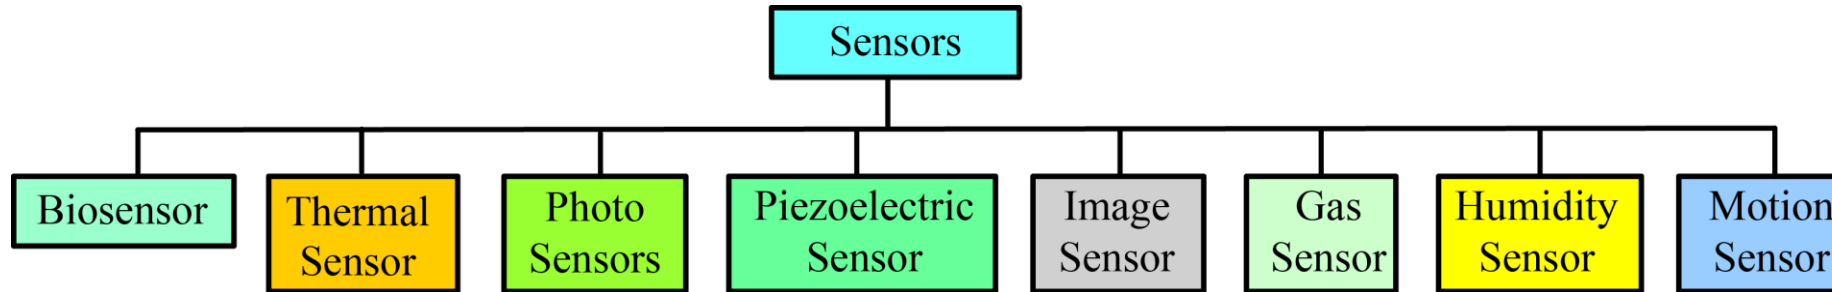 Sensors
Biosensor
Thermal
Sensor
Photo
Sensors
Piezoelectric
Sensor
Image
Sensor
Gas
Sensor
Humidity
Sensor
Motion
Sensor